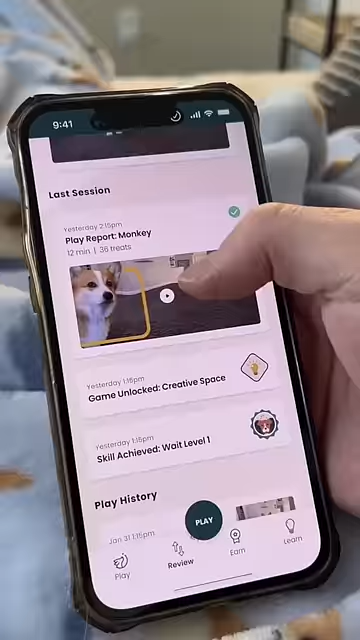 9:41
Last Session
Yesterday 2:15pm
Play Report: Monkey
12 min | 36 treats
Yesterday 1:15pm
Game Unlocked: Creative Space
Yesterday 1:15pm
Skill Achieved: Wait Level 1
Play History
Jan 31 1:15pm
PLAY
Play
Review
Earn
Learn